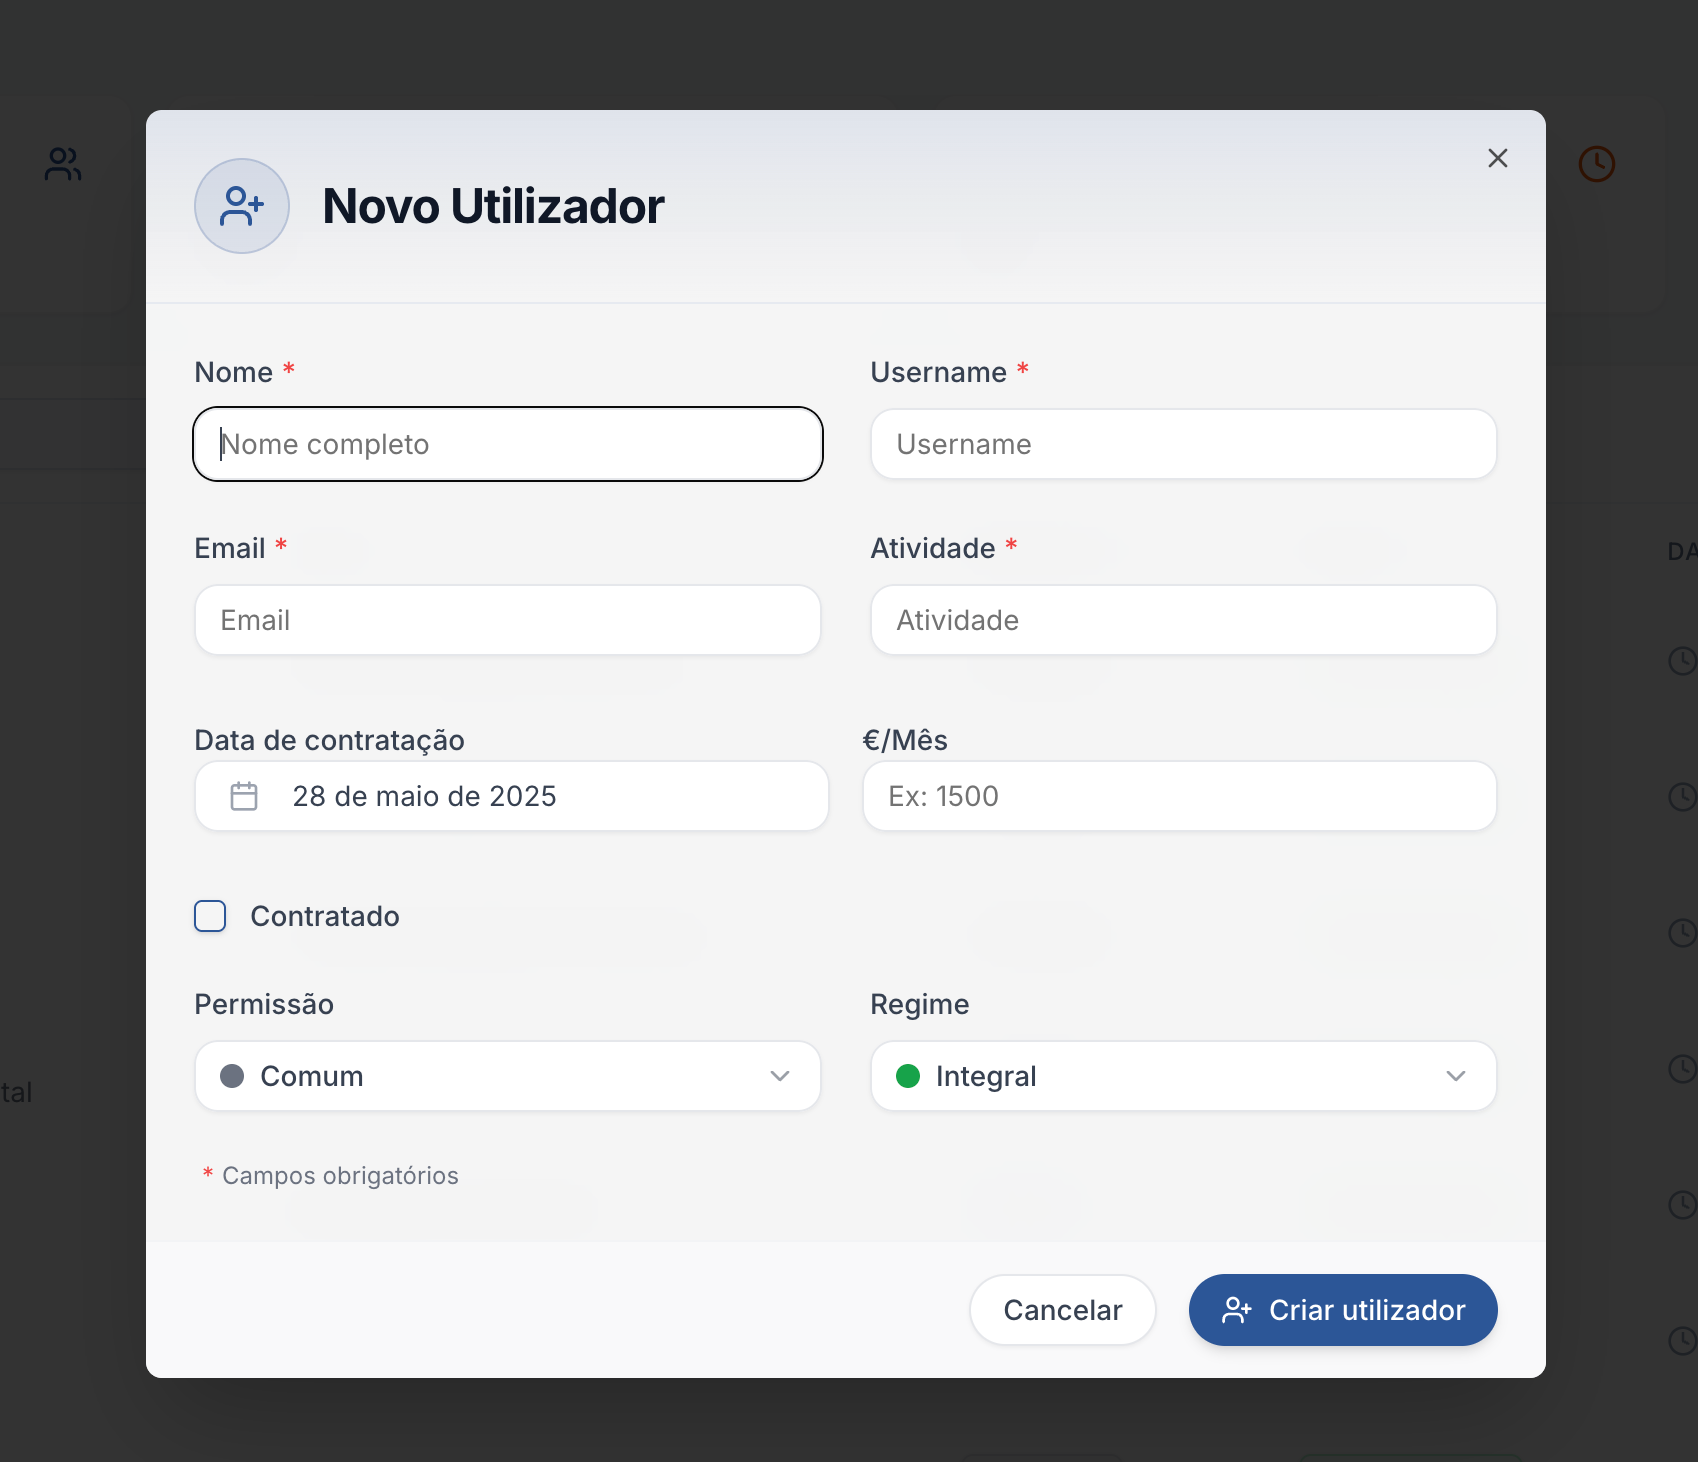 Novo Utilizador
Nome *
Username *
Nome completo
Username
Email *
Atividade *
Email
Atividade
Data de contratação
€/Mês
28 de maio de 2025
Ex: 1500
Contratado
Permissão
Regime
Comum
Integral
* Campos obrigatórios
Cancelar
Criar utilizador
DA
tal